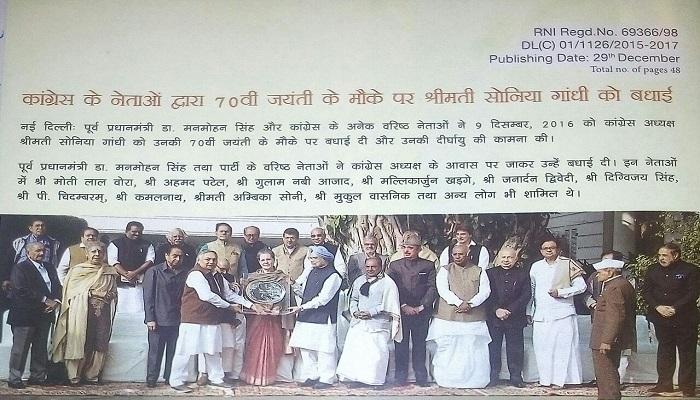 RNI Regd.No. 69366/98
DL(C) 01/1126/2015-2017
Publishing Date: 29th December
Total no. of pages 48
कांग्रेस के नेताओं द्वारा 70वीं जयंती के मौके पर श्रीमती सोनिया गांधी को बधाई
नई दिल्ली: पूर्व प्रधानमंत्री डा. मनमोहन सिंह और कांग्रेस के अनेक वरिष्ठ नेताओं ने 9 दिसम्बर, 2016 को कांग्रेस अध्यक्ष
श्रीमती सोनिया गांधी को उनकी 70वीं जयंती के मौके पर बधाई दी और उनकी दीर्घायु की कामना की।
पूर्व प्रधानमंत्री डा. मनमोहन सिंह तथा पार्टी के वरिष्ठ नेताओं ने कांग्रेस अध्यक्ष के आवास पर जाकर उन्हें बधाई दी। इन नेताओं
में श्री मोती लाल वोरा, श्री अहमद पटेल, श्री गुलाम नबी आजाद, श्री मल्लिकार्जुन खड़गे, श्री जनार्दन द्विवेदी, श्री दिग्विजय सिंह,
श्री पी. चिदम्बरम्, श्री कमलनाथ, श्रीमती अम्बिका सोनी, श्री मुकुल वासनिक तथा अन्य लोग भी शामिल थे।